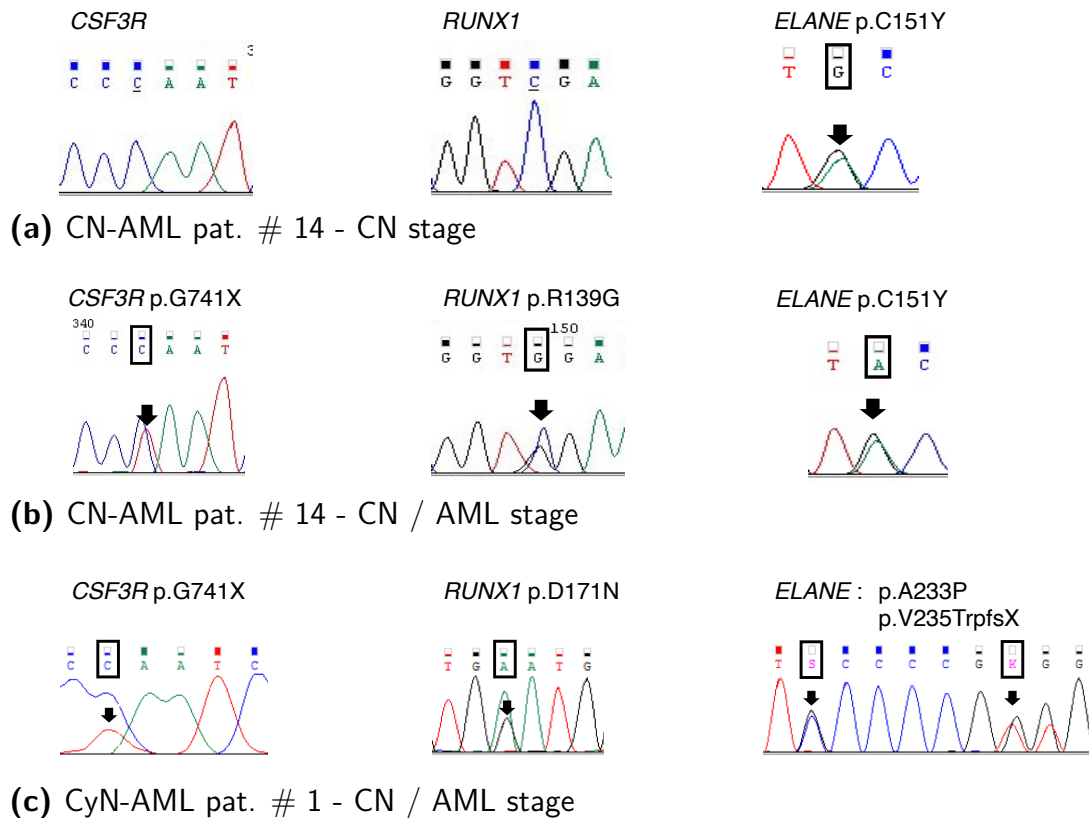 CSF3R RUNX1 ELANE p.C151Y
3
C C C A A T G G T C G A T G C
(a) CN-AML pat. # 14 - CN stage
CSF3R p.G741X RUNX1 p.R139G ELANE p.C151Y
340 150
C C C A A T G G T G G A T A C
(b) CN-AML pat. # 14 - CN / AML stage
CSF3R p.G741X RUNX1 p.D171N ELANE : p.A233P
p.V235TrpfsX
C C A A T C T G A A T G T S C C C C G K G G
(c) CyN-AML pat. # 1 - CN / AML stage